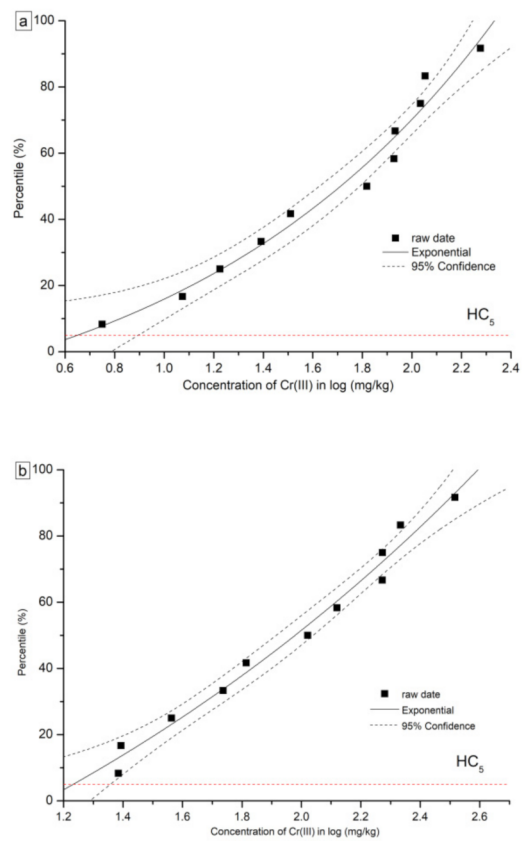 a
100
80
60
40
20
0
Percentile (%)
raw date
Exponential
95% Confidence
HC5
0.6 0.8 1.0 1.2 1.4 1.6 1.8 2.0 2.2 2.4
Concentration of Cr(III) in log (mg/kg)
b
100
80
60
40
20
0
Percentile (%)
raw date
Exponential
95% Confidence
HC5
1.2 1.4 1.6 1.8 2.0 2.2 2.4 2.6
Concentration of Cr(III) in log (mg/kg)